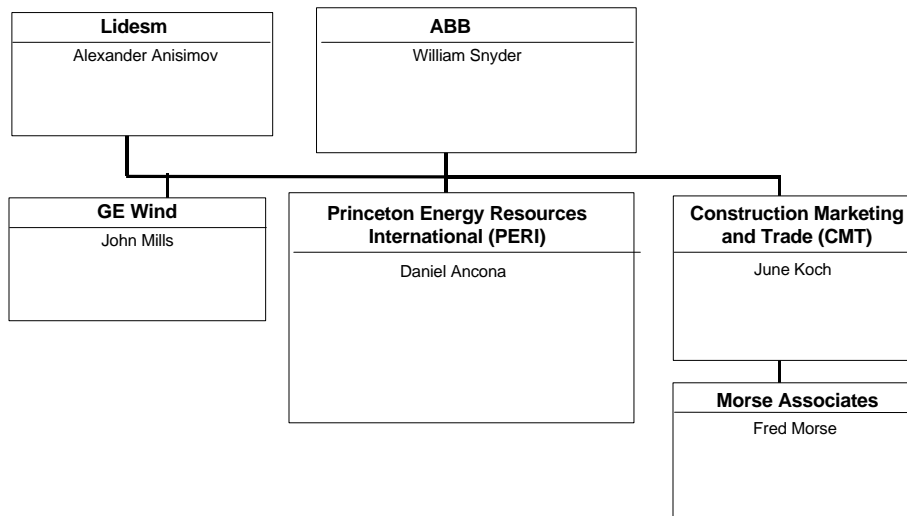 Lidesm
Alexander Anisimov
ABB
William Snyder
GE Wind
John Mills
Princeton Energy Resources
International (PERI)
Daniel Ancona
Construction Marketing
and Trade (CMT)
June Koch
Morse Associates
Fred Morse